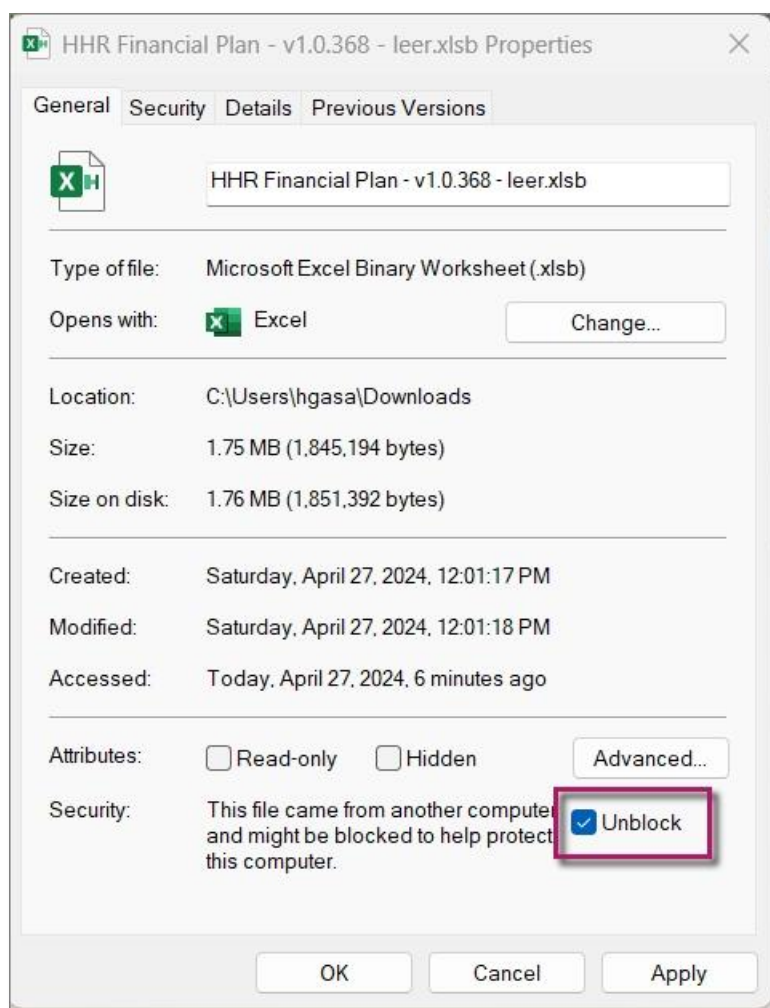 HHR Financial Plan - v1.0.368 - leer.xlsb Properties
General Security Details Previous Versions
HHR Financial Plan - v1.0.368 - leer.xlsb
Type of file: Microsoft Excel Binary Worksheet (.xlsb)
Opens with: Excel Change...
Location: C:\Users\hgasa\Downloads
Size: 1.75 MB (1,845,194 bytes)
Size on disk: 1.76 MB (1,851,392 bytes)
Created: Saturday, April 27, 2024, 12:01:17 PM
Modified: Saturday, April 27, 2024, 12:01:18 PM
Accessed: Today, April 27, 2024, 6 minutes ago
Attributes: Read-only Hidden Advanced...
Security: This file came from another computer Unblock
and might be blocked to help protect
this computer.
OK Cancel Apply